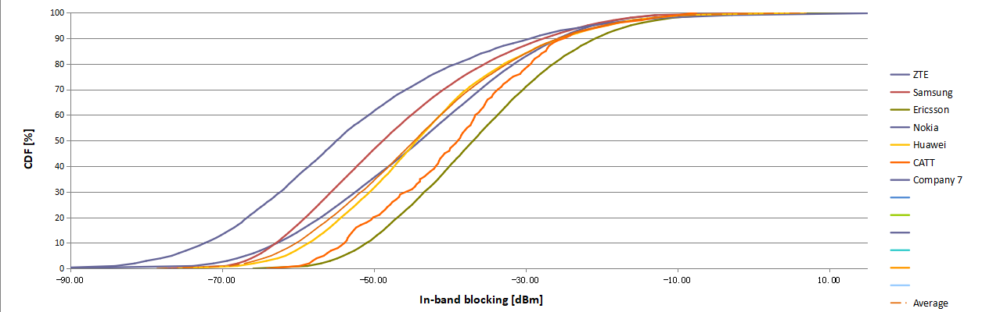 100
90
80
70
60
50
40
30
20
10
0
CDF [%]
-90.00 -70.00 -50.00 -30.00 -10.00 10.00
In-band blocking [dBm]
ZTE
Samsung
Ericsson
Nokia
Huawei
CATT
Company 7
Average